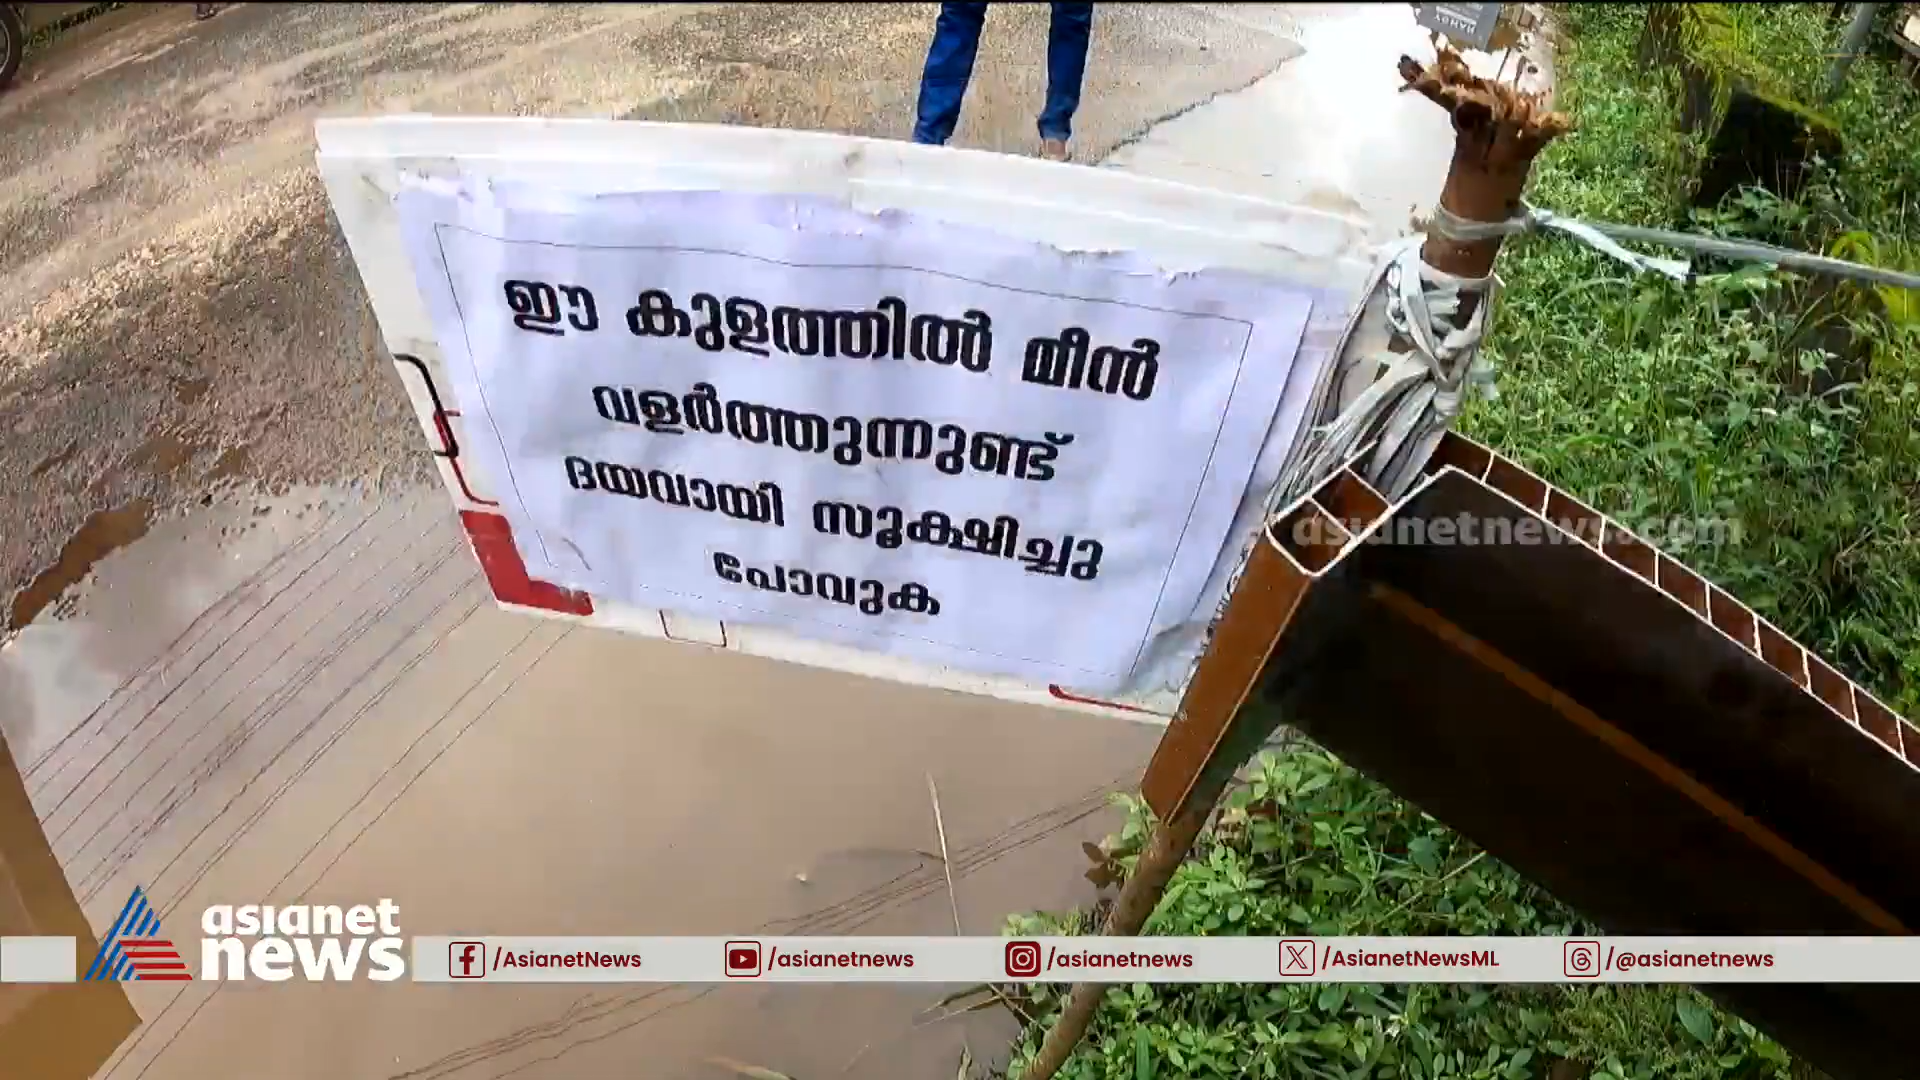 ഈ കുളത്തിൽ മീൻ
വളർത്തുന്നുണ്ട്
ദയവായി സൂക്ഷിച്ചു
പോവുക
asianetnews.com
asianet
news
/AsianetNews
/asianetnews
/asianetnews
/AsianetNewsML
/@asianetnews